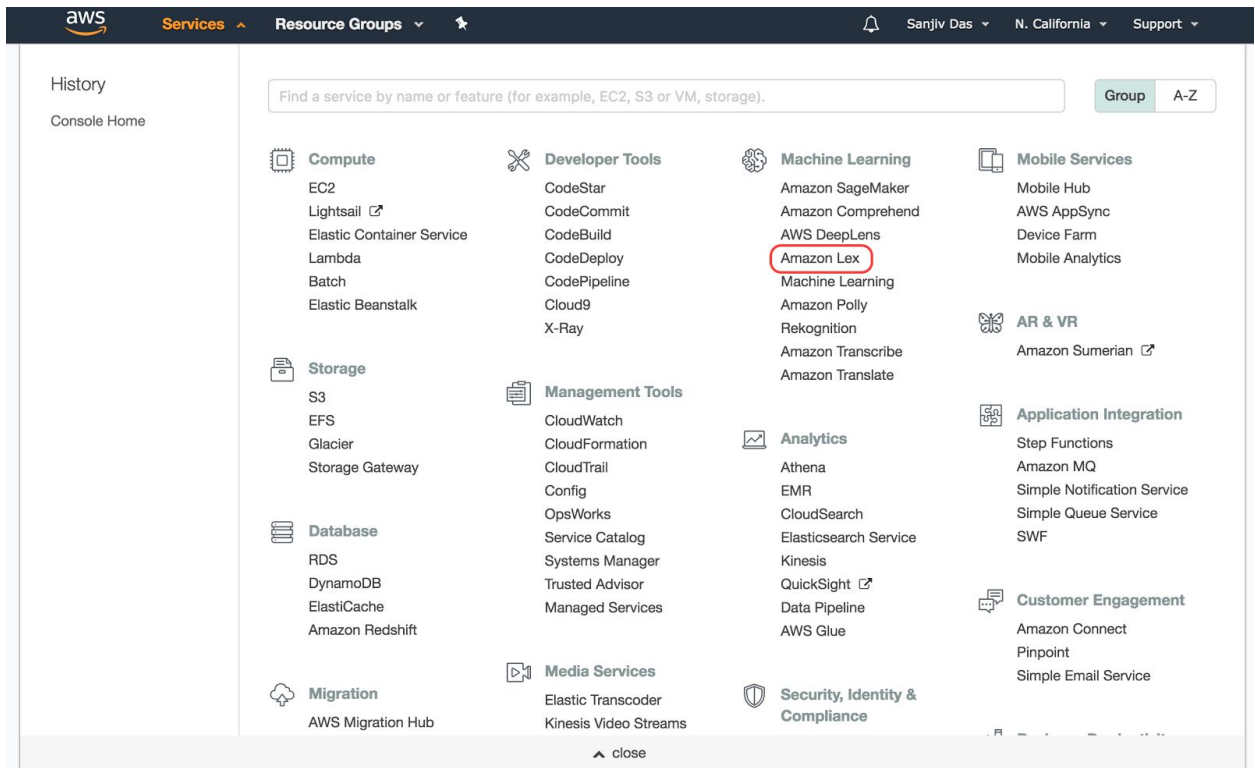 aws Services Resource Groups Sanjiv Das N. California Support
History
Console Home
Find a service by name or feature (for example, EC2, S3 or VM, storage).
Group A-Z
Compute
EC2
Lightsail
Elastic Container Service
Lambda
Batch
Elastic Beanstalk
Storage
S3
EFS
Glacier
Storage Gateway
Database
RDS
DynamoDB
ElastiCache
Amazon Redshift
Migration
AWS Migration Hub
Developer Tools
CodeStar
CodeCommit
CodeBuild
CodeDeploy
CodePipeline
Cloud9
X-Ray
Management Tools
CloudWatch
CloudFormation
CloudTrail
Config
OpsWorks
Service Catalog
Systems Manager
Trusted Advisor
Managed Services
Media Services
Elastic Transcoder
Kinesis Video Streams
Machine Learning
Amazon SageMaker
Amazon Comprehend
AWS DeepLens
Amazon Lex
Machine Learning
Amazon Polly
Rekognition
Amazon Transcribe
Amazon Translate
Analytics
Athena
EMR
CloudSearch
Elasticsearch Service
Kinesis
QuickSight
Data Pipeline
AWS Glue
Security, Identity &
Compliance
Mobile Services
Mobile Hub
AWS AppSync
Device Farm
Mobile Analytics
AR & VR
Amazon Sumerian
Application Integration
Step Functions
Amazon MQ
Simple Notification Service
Simple Queue Service
SWF
Customer Engagement
Amazon Connect
Pinpoint
Simple Email Service
close